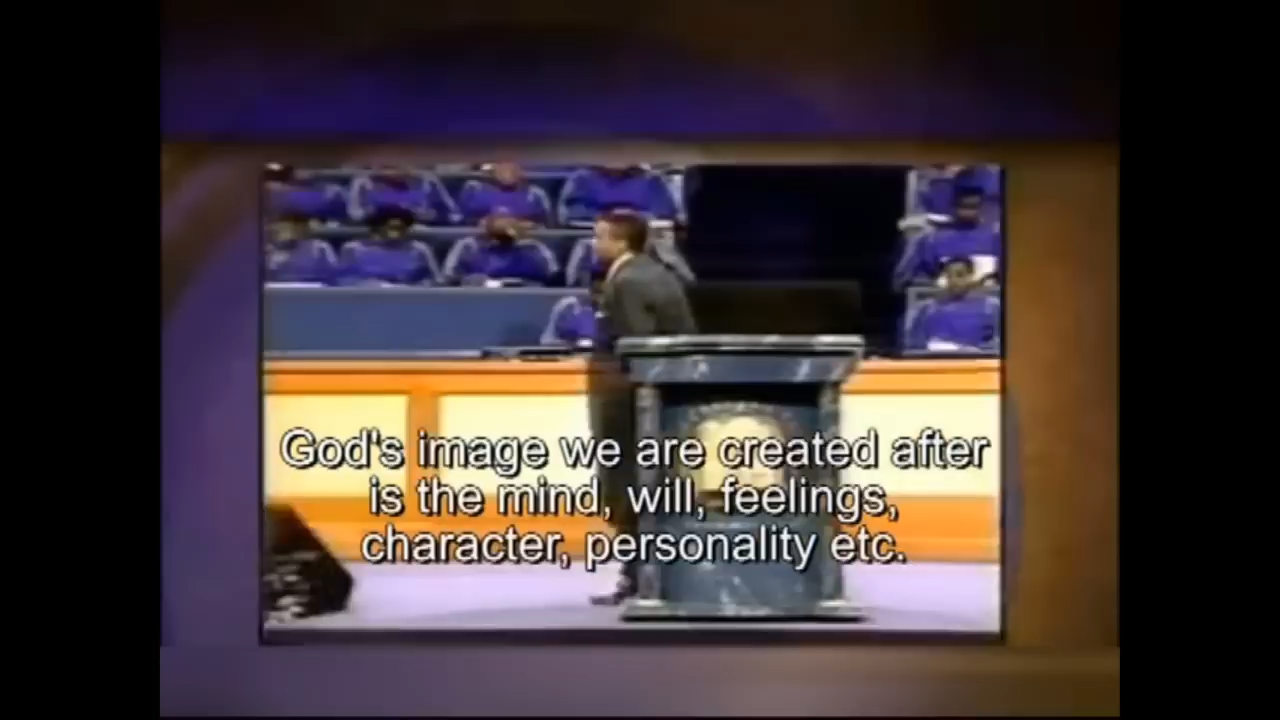 God's image we are created after
is the mind, will, feelings,
character, personality etc.